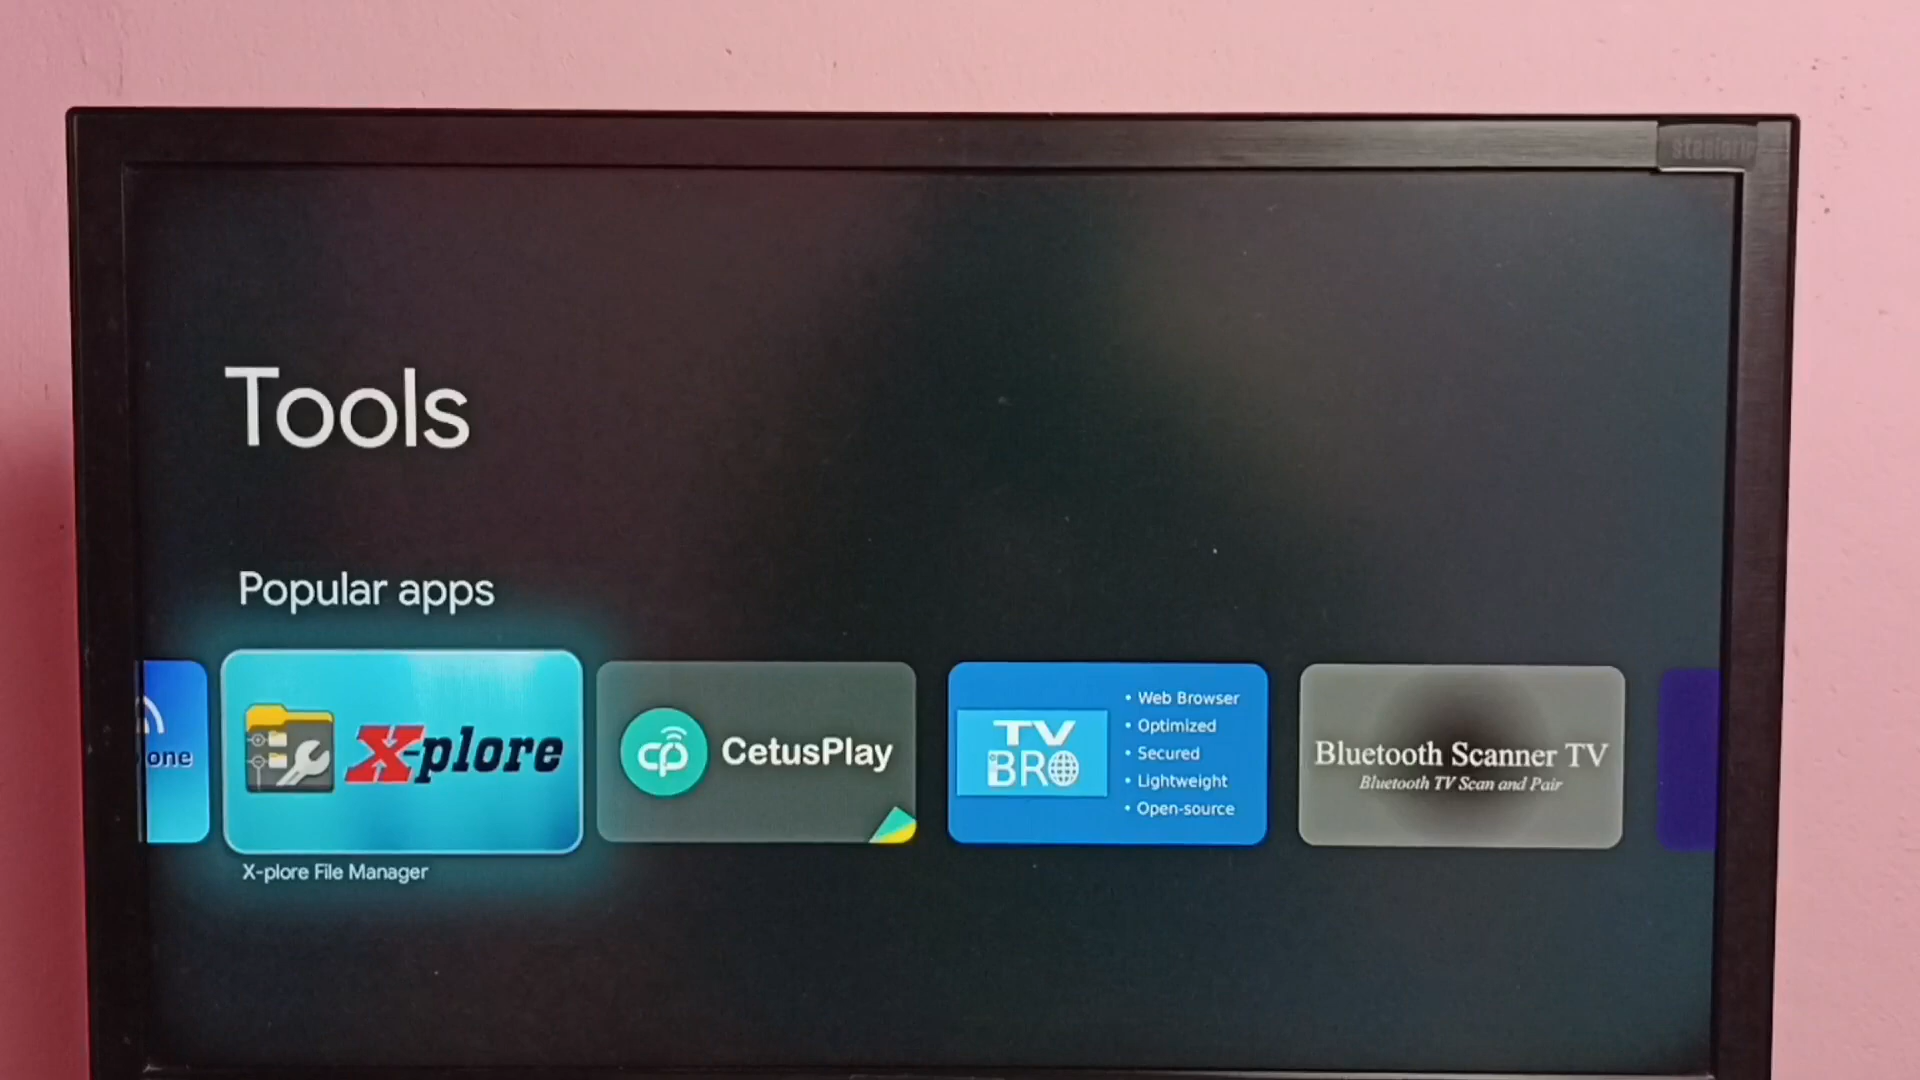 Tools
Popular apps
one
X-plore
CetusPlay
TV
BRO
• Web Browser
• Optimized
• Secured
• Lightweight
• Open-source
Bluetooth Scanner TV
Bluetooth TV Scan and Pair
X-plore File Manager